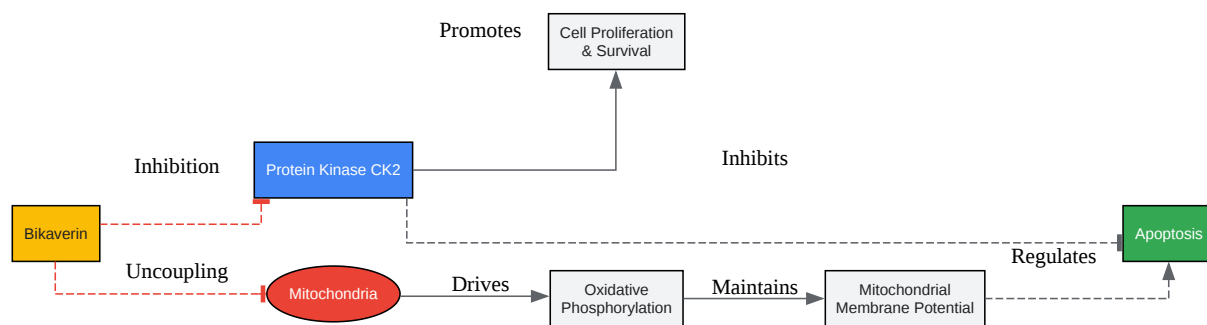 Promotes
Cell Proliferation
& Survival
Inhibition
Protein Kinase CK2
Inhibits
Bikaverin
Apoptosis
Uncoupling
Regulates
Mitochondria
Drives
Oxidative
Phosphorylation
Maintains
Mitochondrial
Membrane Potential